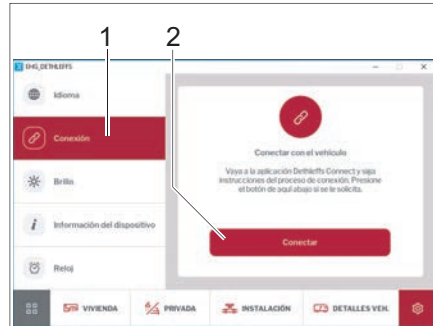 1 2
ENG_DETHLEFFS
Idioma
Conexión
Brillo
Información del dispositivo
Reloj
Conectar con el vehículo
Vaya a la aplicación Dethleffs Connect y siga
instrucciones del proceso de conexión. Presione
el botón de aquí abajo si se le solicita.
Conectar
VIVIENDA PRIVADA INSTALACIÓN DETALLES VEH.